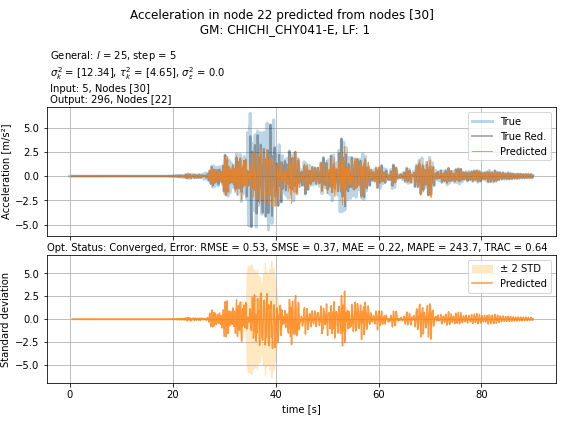 Acceleration in node 22 predicted from nodes [30]
GM: CHICHI_CHY041-E, LF: 1
General: l = 25, step = 5
σ²ₖ = [12.34], τ²ₖ = [4.65], σ²ε = 0.0
Input: 5, Nodes [30]
Output: 296, Nodes [22]
Acceleration [m/s²]
5.0
2.5
0.0
−2.5
−5.0
True
True Red.
Predicted
Opt. Status: Converged, Error: RMSE = 0.53, SMSE = 0.37, MAE = 0.22, MAPE = 243.7, TRAC = 0.64
Standard deviation
5.0
2.5
0.0
−2.5
−5.0
± 2 STD
Predicted
0 20 40 60 80
time [s]